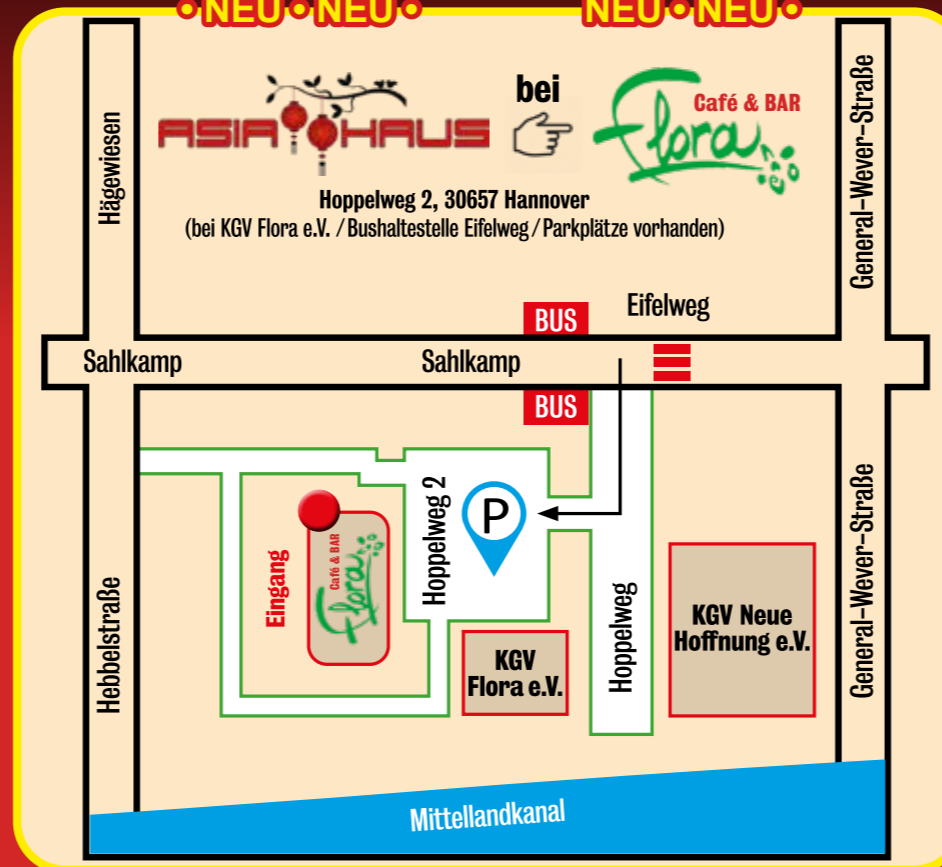 •NEU•NEU•
NEU•NEU•
ASIA HAUS
bei
Café & BAR
Flora
Hoppelweg 2, 30657 Hannover
(bei KGV Flora e.V. / Bushaltestelle Eifelweg / Parkplätze vorhanden)
Hägewiesen
General-Wever-Straße
BUS
Eifelweg
Sahlkamp
Sahlkamp
BUS
Hebbelstraße
Eingang
Café & BAR
Flora
Hoppelweg 2
P
Hoppelweg
KGV
Flora e.V.
KGV Neue
Hoffnung e.V.
General-Wever-Straße
Mittellandkanal